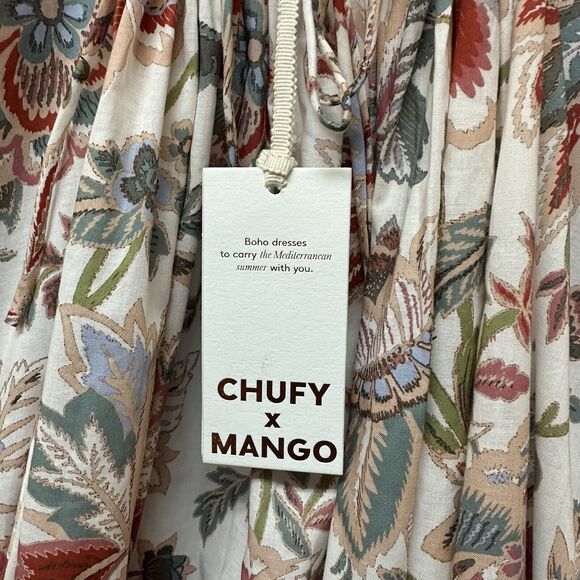 Boho dresses
to carry the Mediterranean
summer with you.
CHUFY
x
MANGO